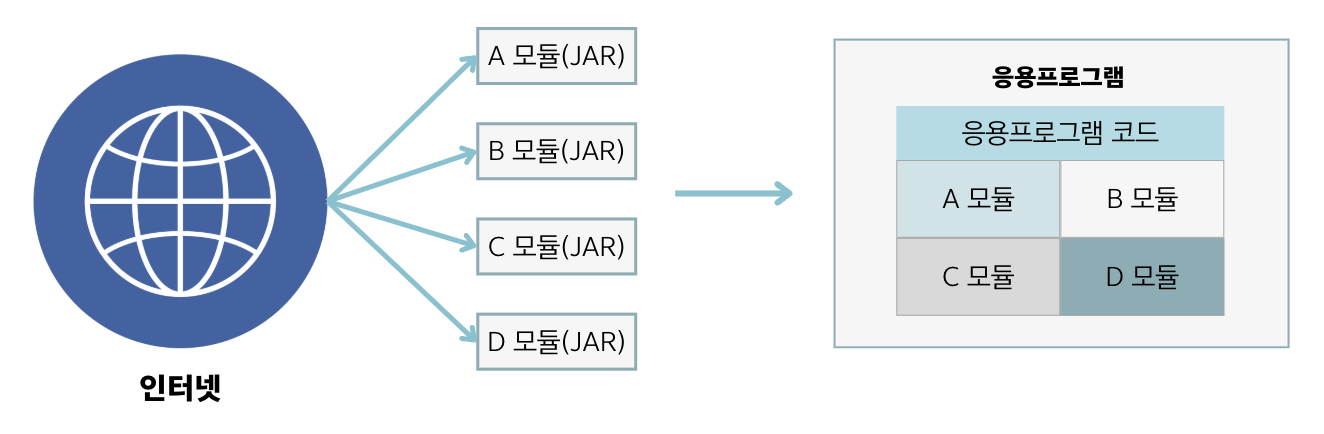 인터넷
A 모듈(JAR)
B 모듈(JAR)
C 모듈(JAR)
D 모듈(JAR)
응용프로그램
응용프로그램 코드
A 모듈
B 모듈
C 모듈
D 모듈